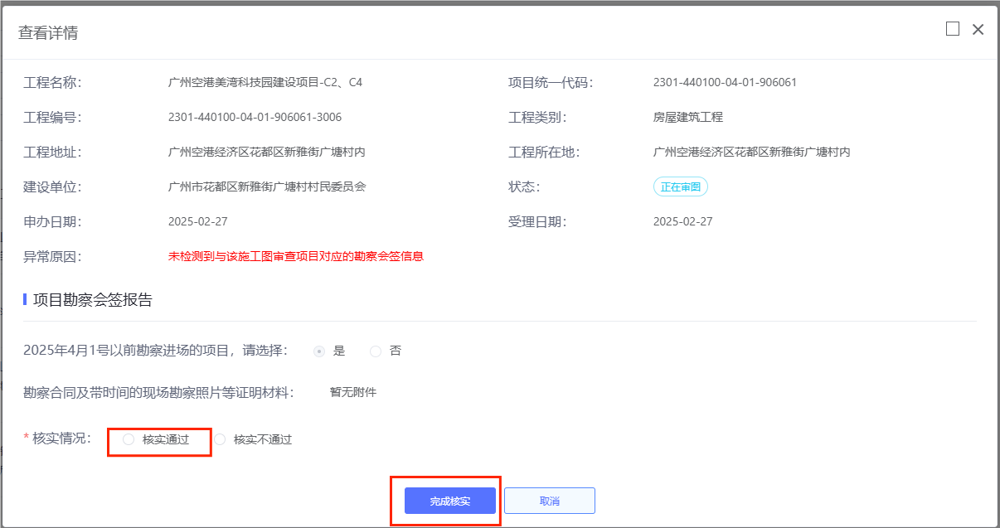 查看详情
工程名称： 广州空港美湾科技园建设项目-C2、C4 项目统一代码： 2301-440100-04-01-906061
工程编号： 2301-440100-04-01-906061-3006 工程类别： 房屋建筑工程
工程地址： 广州空港经济区花都区新雅街广塘村内 工程所在地： 广州空港经济区花都区新雅街广塘村内
建设单位： 广州市花都区新雅街广塘村村民委员会 状态： 正在审图
申办日期： 2025-02-27 受理日期： 2025-02-27
异常原因： 未检测到与该施工图审查项目对应的勘察会签信息
项目勘察会签报告
2025年4月1号以前勘察进场的项目，请选择： 是 否
勘察合同及带时间的现场勘察照片等证明材料： 暂无附件
* 核实情况： 核实通过 核实不通过
完成核实 取消